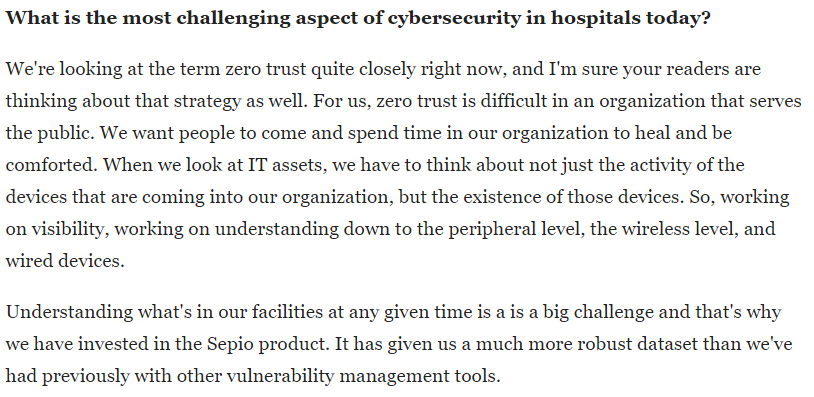 What is the most challenging aspect of cybersecurity in hospitals today?
We're looking at the term zero trust quite closely right now, and I'm sure your readers are
thinking about that strategy as well. For us, zero trust is difficult in an organization that serves
the public. We want people to come and spend time in our organization to heal and be
comforted. When we look at IT assets, we have to think about not just the activity of the
devices that are coming into our organization, but the existence of those devices. So, working
on visibility, working on understanding down to the peripheral level, the wireless level, and
wired devices.
Understanding what's in our facilities at any given time is a is a big challenge and that's why
we have invested in the Sepio product. It has given us a much more robust dataset than we've
had previously with other vulnerability management tools.